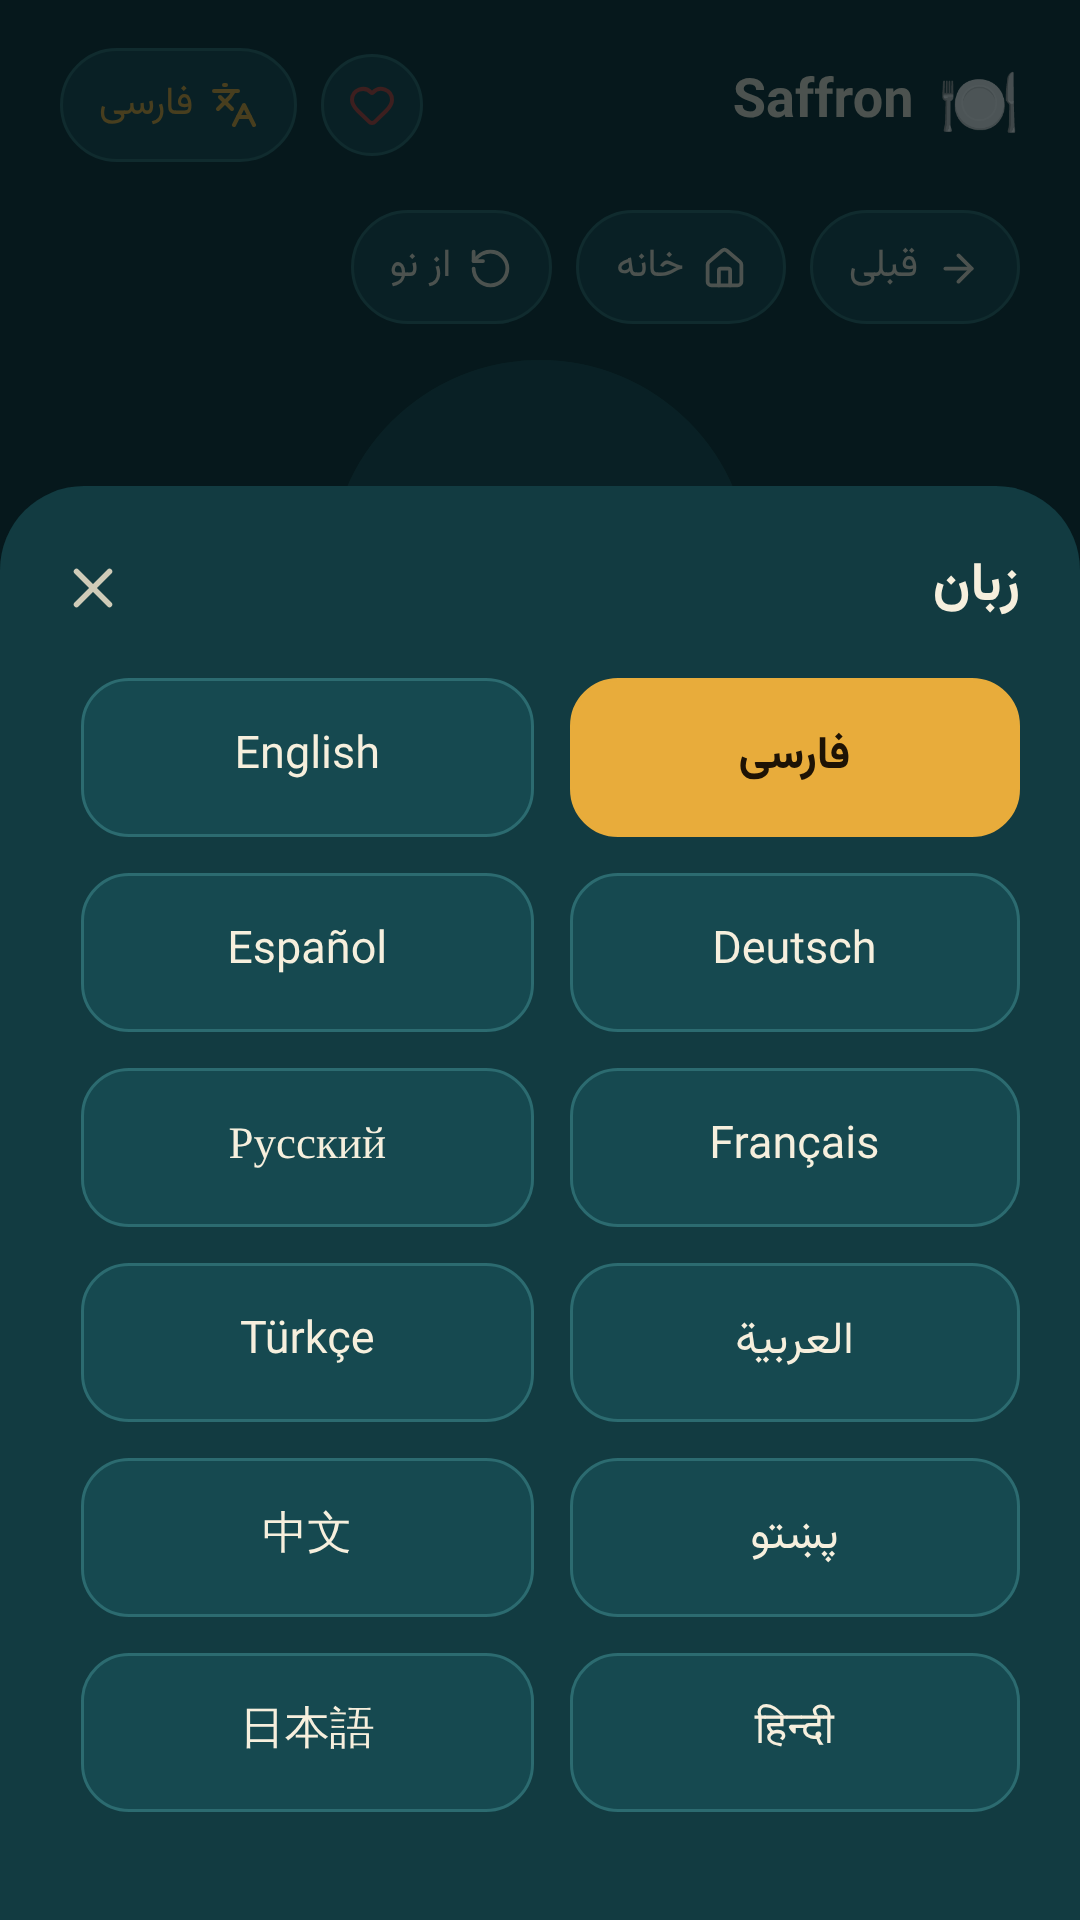 Saffron
فارسی
قبلی
خانه
از نو
زبان
فارسی
English
Deutsch
Español
Français
Русский
العربية
Türkçe
پښتو
中文
हिन्दी
日本語